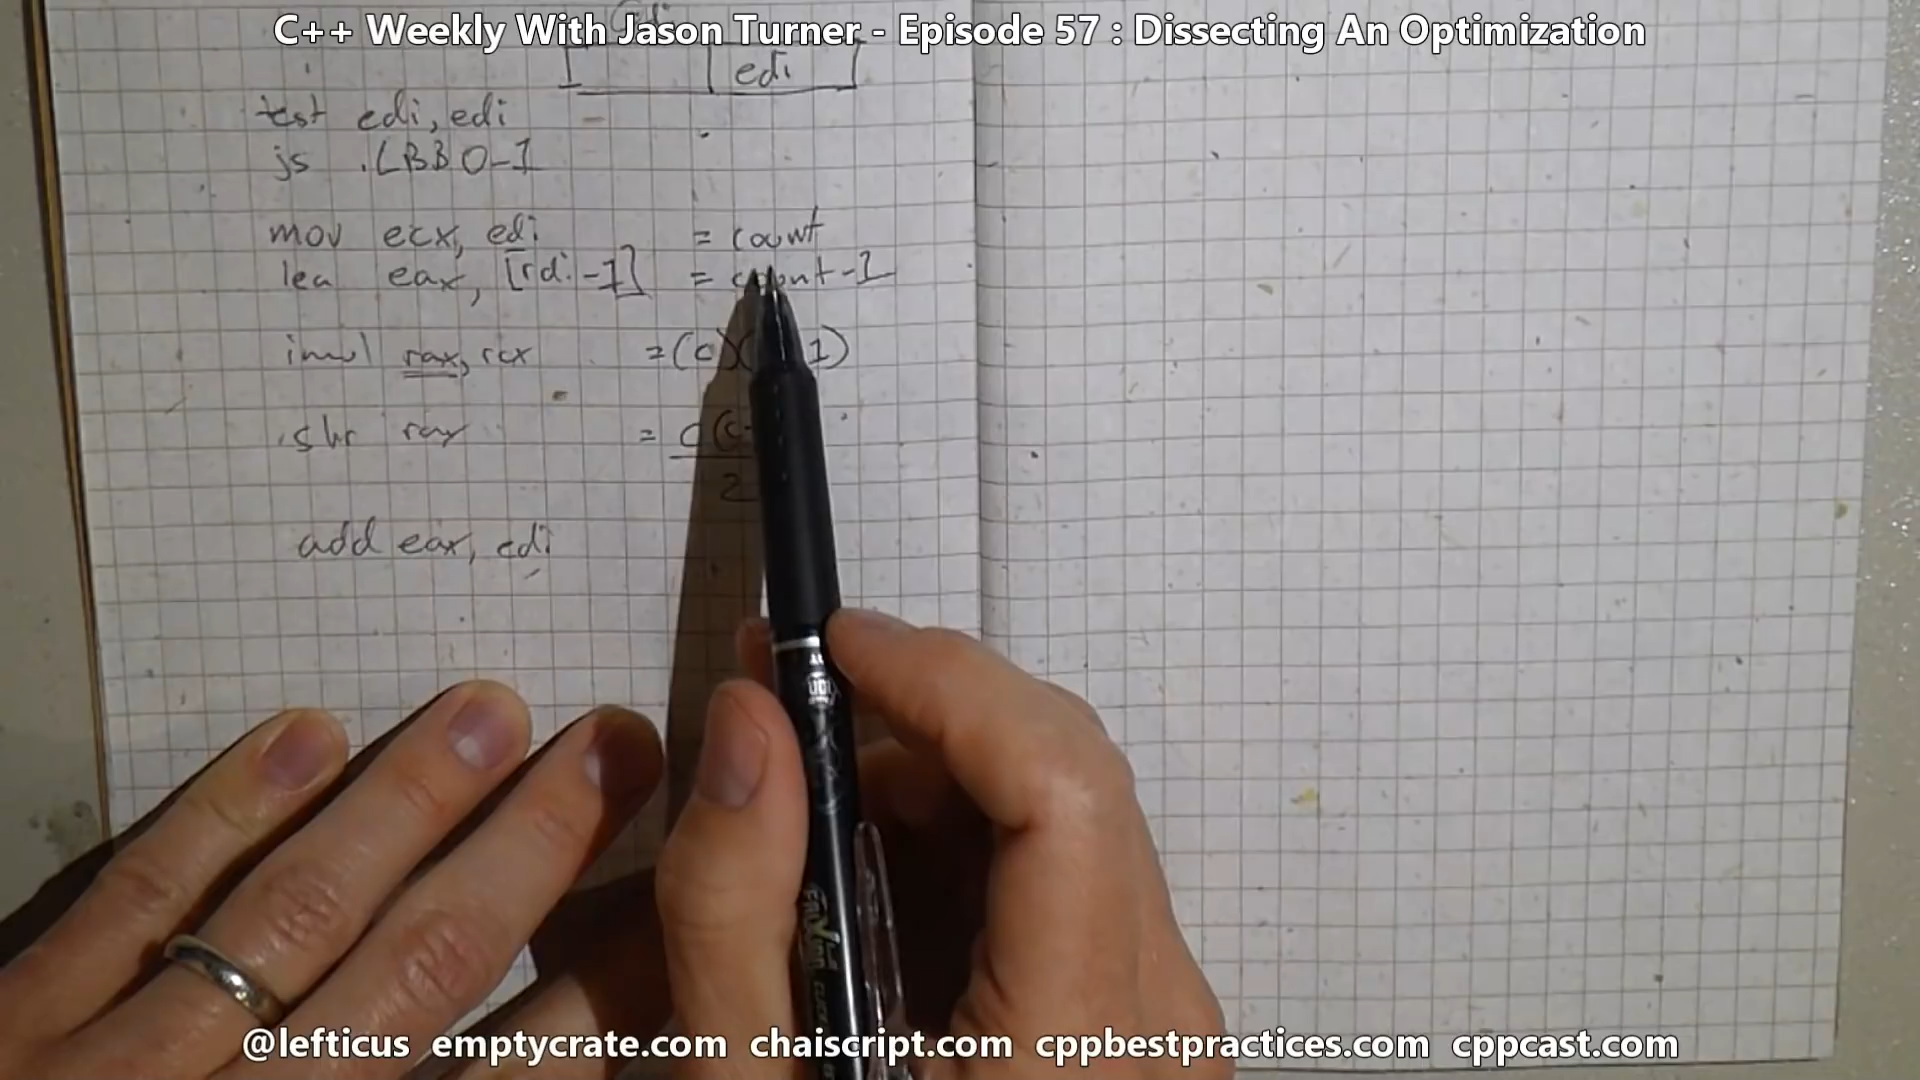 C++ Weekly With Jason Turner - Episode 57 : Dissecting An Optimization
edi
test edi, edi
js .LBB0_1
mov ecx, edi = count
lea eax, [rdi-1] = count-1
imul rax, rcx = (c)( 1)
shr rax = c(c-
2
add eax, edi
@lefticus emptycrate.com chaiscript.com cppbestpractices.com cppcast.com